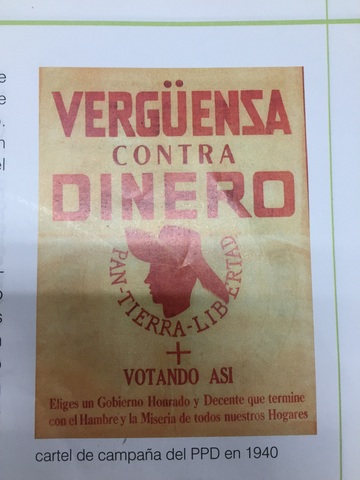 VERGÜENSA
CONTRA
DINERO
PAN-TIERRA-LIBERTAD
+
VOTANDO ASI
Eliges un Gobierno Honrado y Decente que termine
con el Hambre y la Miseria de todos nuestros Hogares
cartel de campaña del PPD en 1940